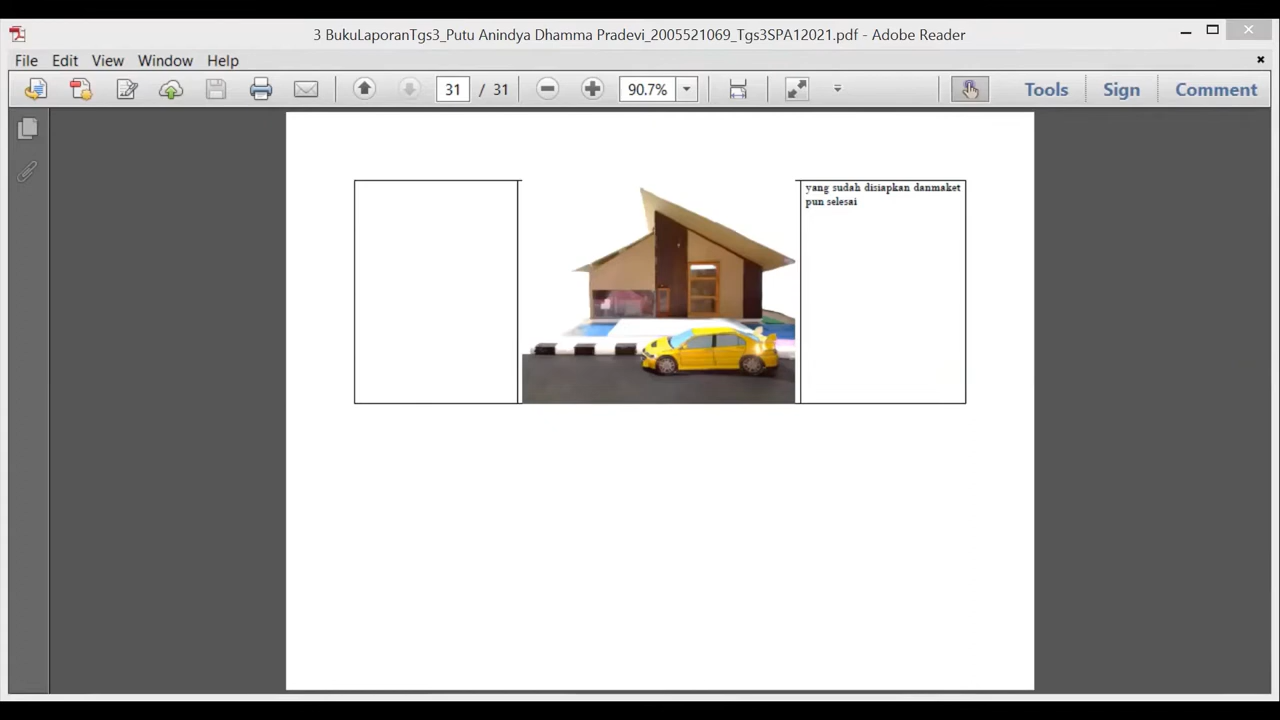 3 BukuLaporanTgs3_Putu Anindya Dhamma Pradevi_2005521069_Tgs3SPA12021.pdf - Adobe Reader
File Edit View Window Help
31 / 31 90.7% Tools Sign Comment
yang sudah disiapkan danmaket
pun selesai